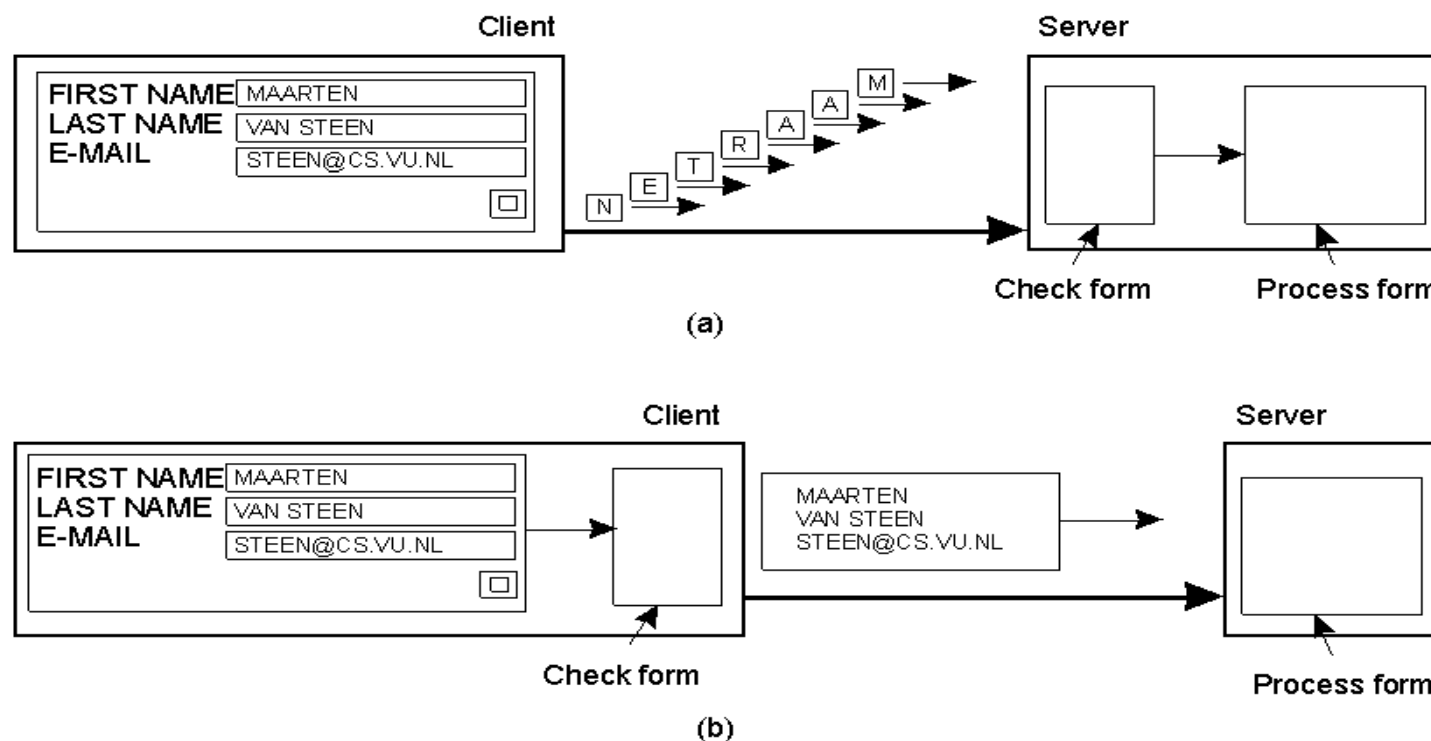 Client
Server
FIRST NAME MAARTEN
LAST NAME VAN STEEN
E-MAIL STEEN@CS.VU.NL
N E T R A A M
Check form
Process form
(a)
Client
Server
FIRST NAME MAARTEN
LAST NAME VAN STEEN
E-MAIL STEEN@CS.VU.NL
MAARTEN
VAN STEEN
STEEN@CS.VU.NL
Check form
Process form
(b)